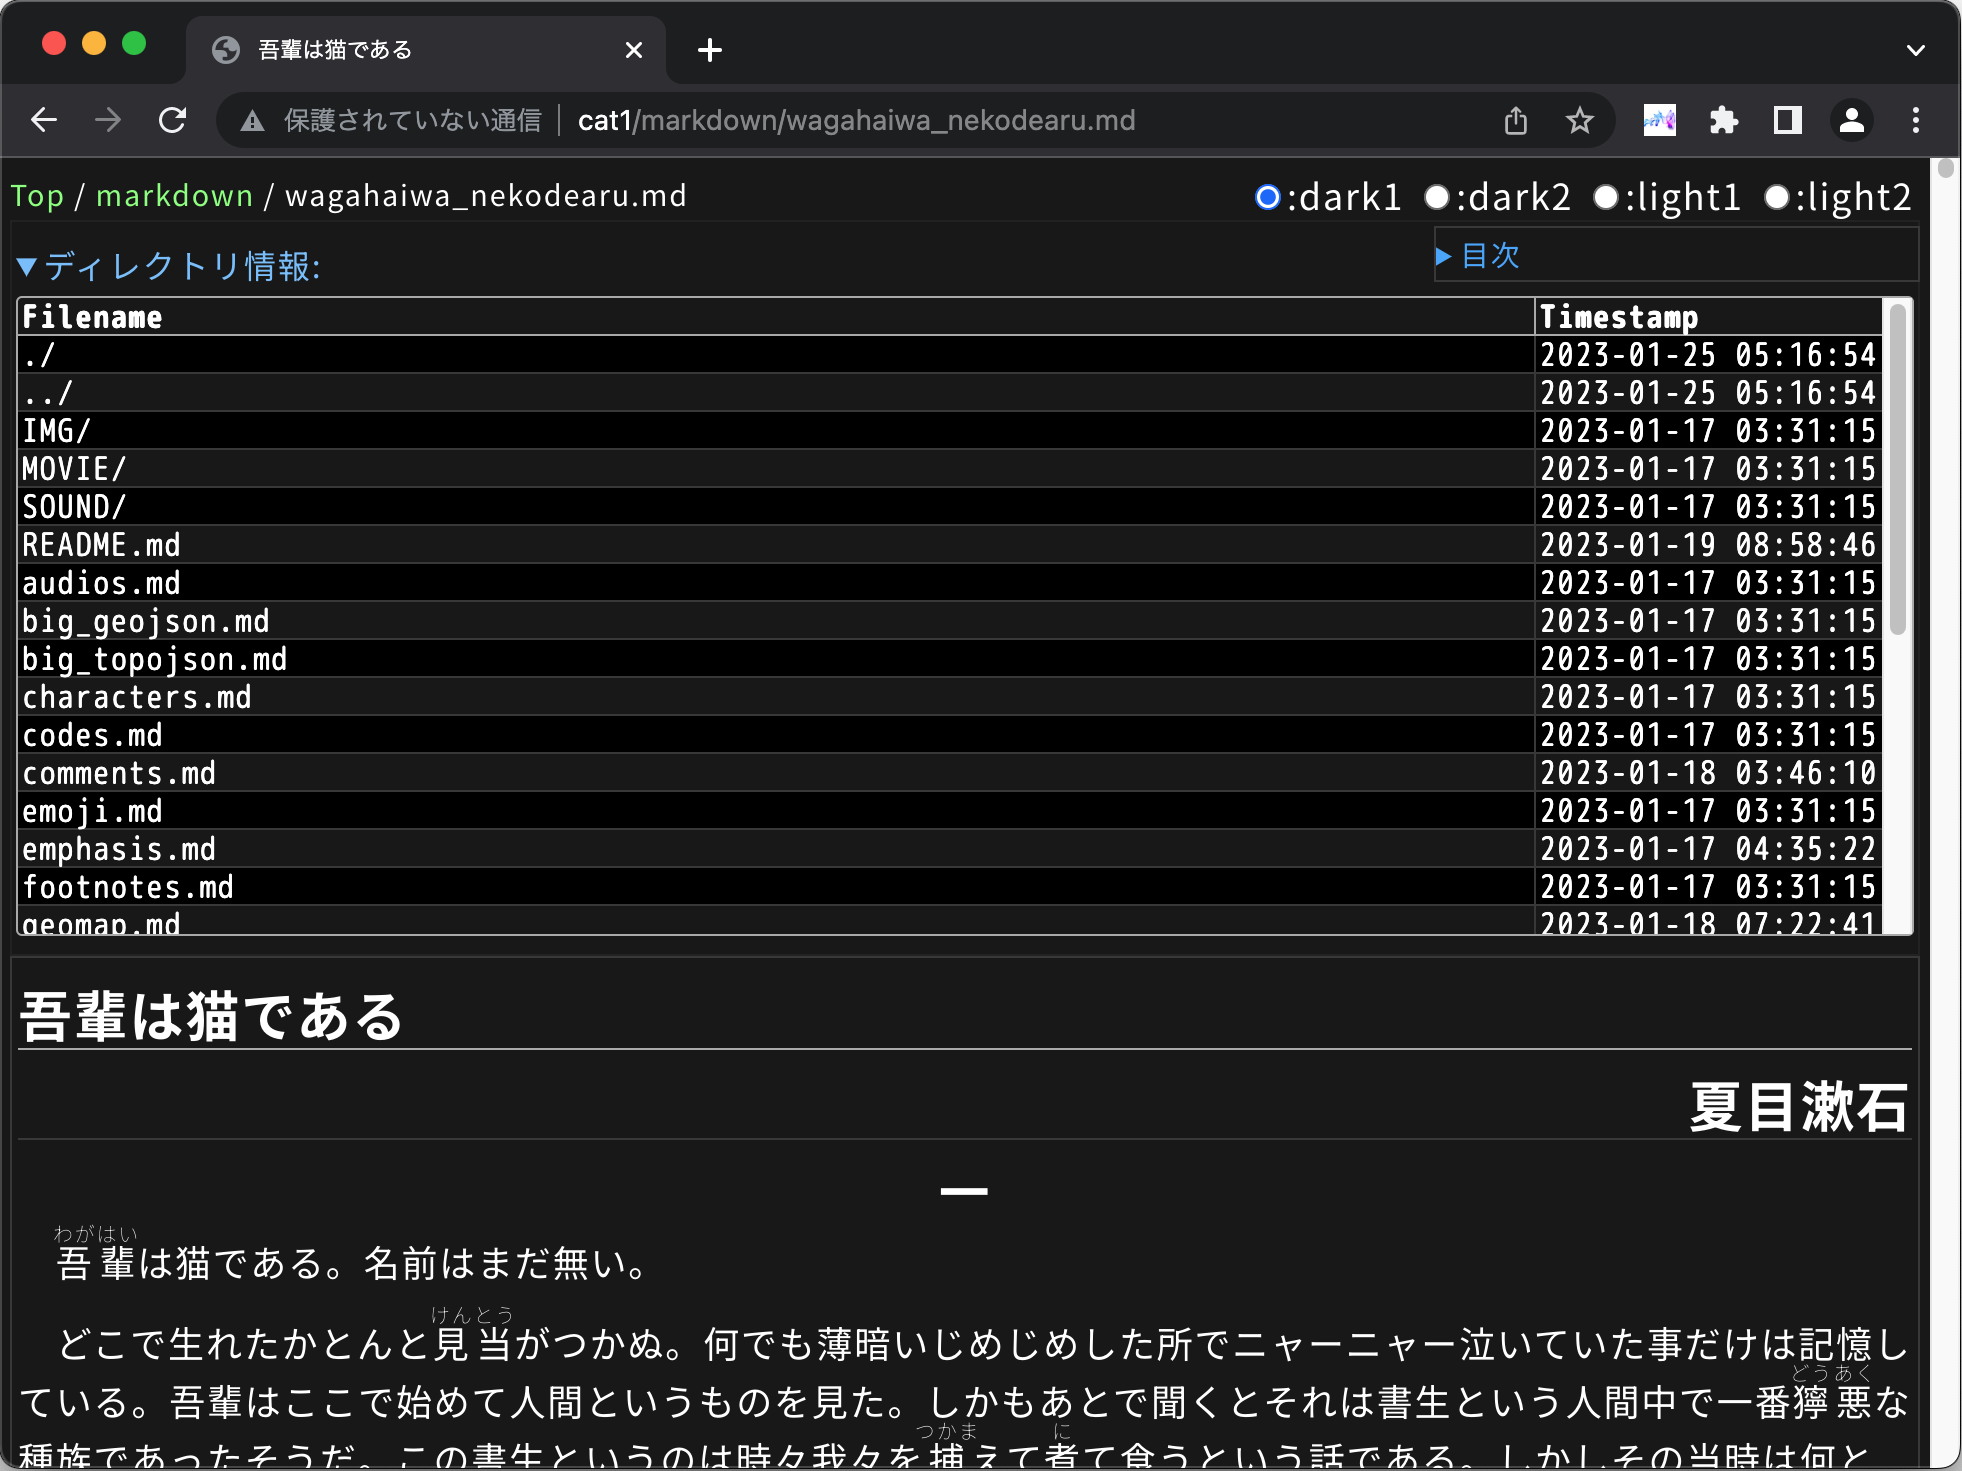 吾輩は猫である
保護されていない通信 cat1/markdown/wagahaiwa_nekodearu.md
Top / markdown / wagahaiwa_nekodearu.md :dark1 :dark2 :light1 :light2
▼ディレクトリ情報:
▶目次
Filename Timestamp
./ 2023-01-25 05:16:54
../ 2023-01-25 05:16:54
IMG/ 2023-01-17 03:31:15
MOVIE/ 2023-01-17 03:31:15
SOUND/ 2023-01-17 03:31:15
README.md 2023-01-19 08:58:46
audios.md 2023-01-17 03:31:15
big_geojson.md 2023-01-17 03:31:15
big_topojson.md 2023-01-17 03:31:15
characters.md 2023-01-17 03:31:15
codes.md 2023-01-17 03:31:15
comments.md 2023-01-18 03:46:10
emoji.md 2023-01-17 03:31:15
emphasis.md 2023-01-17 04:35:22
footnotes.md 2023-01-17 03:31:15
geomap.md 2023-01-18 07:22:41
吾輩は猫である
夏目漱石
一
わがはい
吾輩は猫である。名前はまだ無い。
けんとう
どこで生れたかとんと見当がつかぬ。何でも薄暗いじめじめした所でニャーニャー泣いていた事だけは記憶し
どうあく
ている。吾輩はここで始めて人間というものを見た。しかもあとで聞くとそれは書生という人間中で一番獰悪な
つかま に
種族であったそうだ。この書生というのは時々我々を捕えて煮て食うという話である。しかしその当時は何と